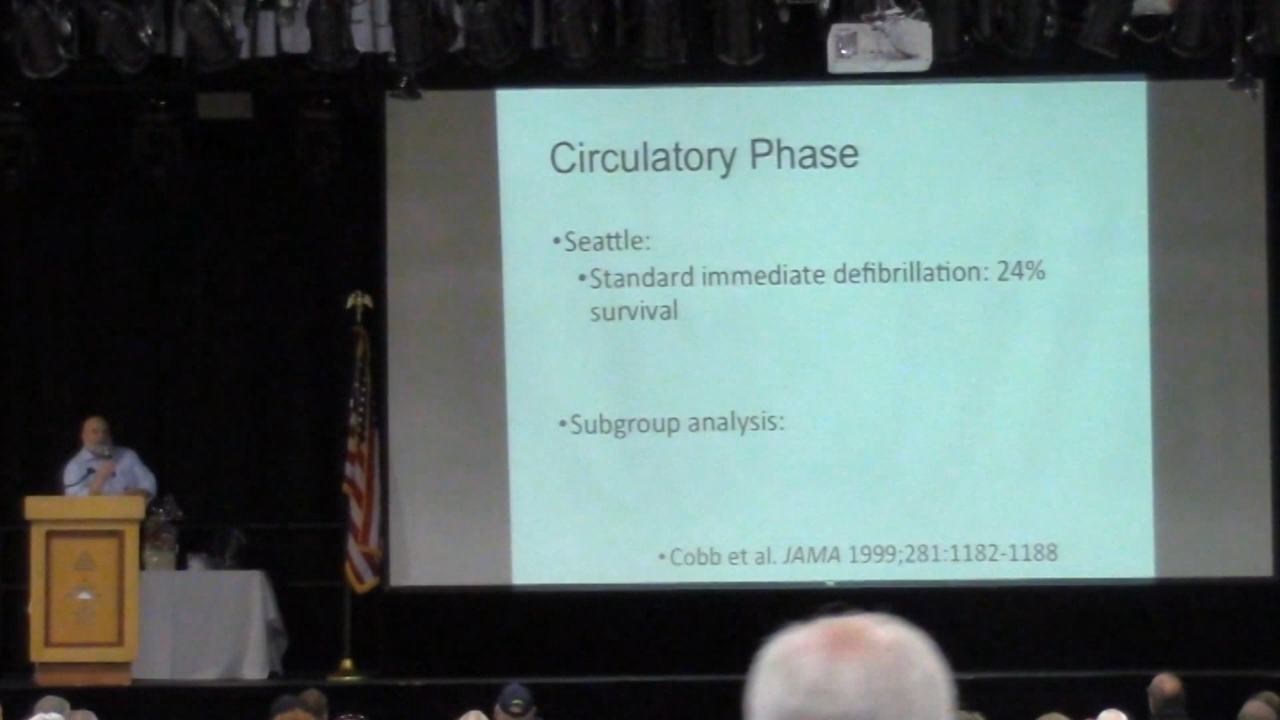 Circulatory Phase
•Seattle:
•Standard immediate defibrillation: 24%
survival
•Subgroup analysis:
•Cobb et al. JAMA 1999;281:1182-1188